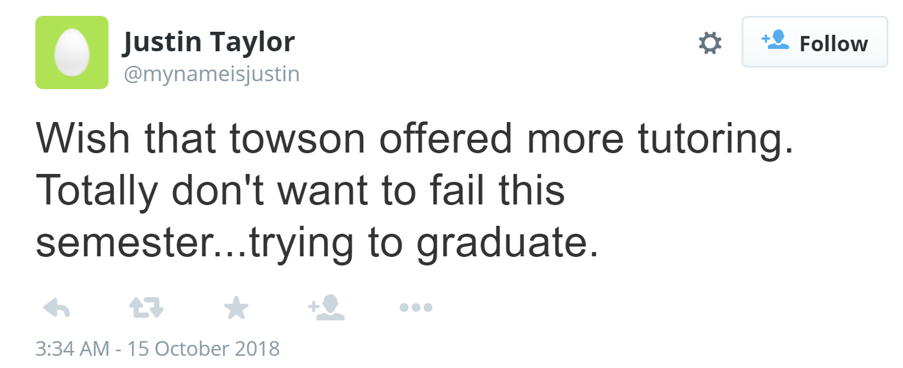 Justin Taylor
@mynameisjustin
Follow
Wish that towson offered more tutoring.
Totally don't want to fail this
semester...trying to graduate.
3:34 AM - 15 October 2018